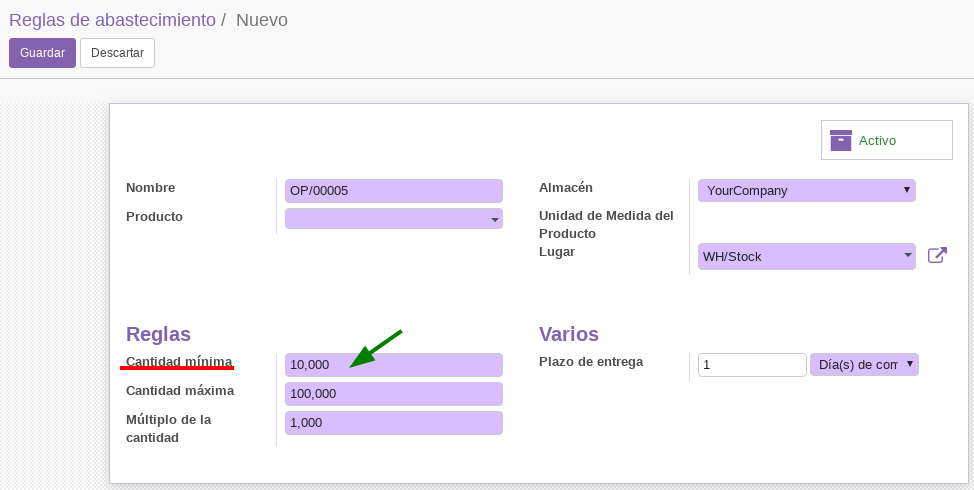 Reglas de abastecimiento / Nuevo
Guardar Descartar
Activo
Nombre OP/00005
Producto
Almacén YourCompany
Unidad de Medida del
Producto
Lugar WH/Stock
Reglas
Cantidad mínima 10,000
Cantidad máxima 100,000
Múltiplo de la
cantidad 1,000
Varios
Plazo de entrega 1 Día(s) de com